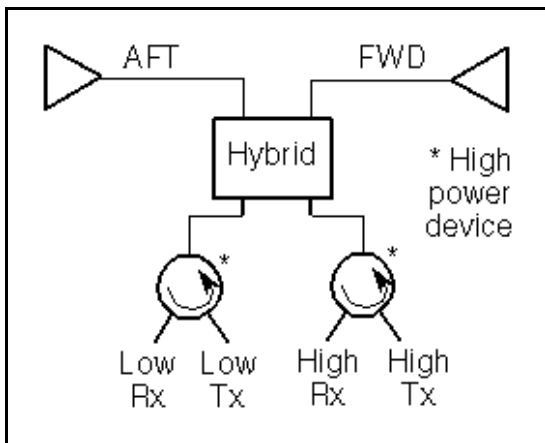 AFT
FWD
Hybrid
* High
power
device
*
*
Low
Rx
Low
Tx
High
Rx
High
Tx